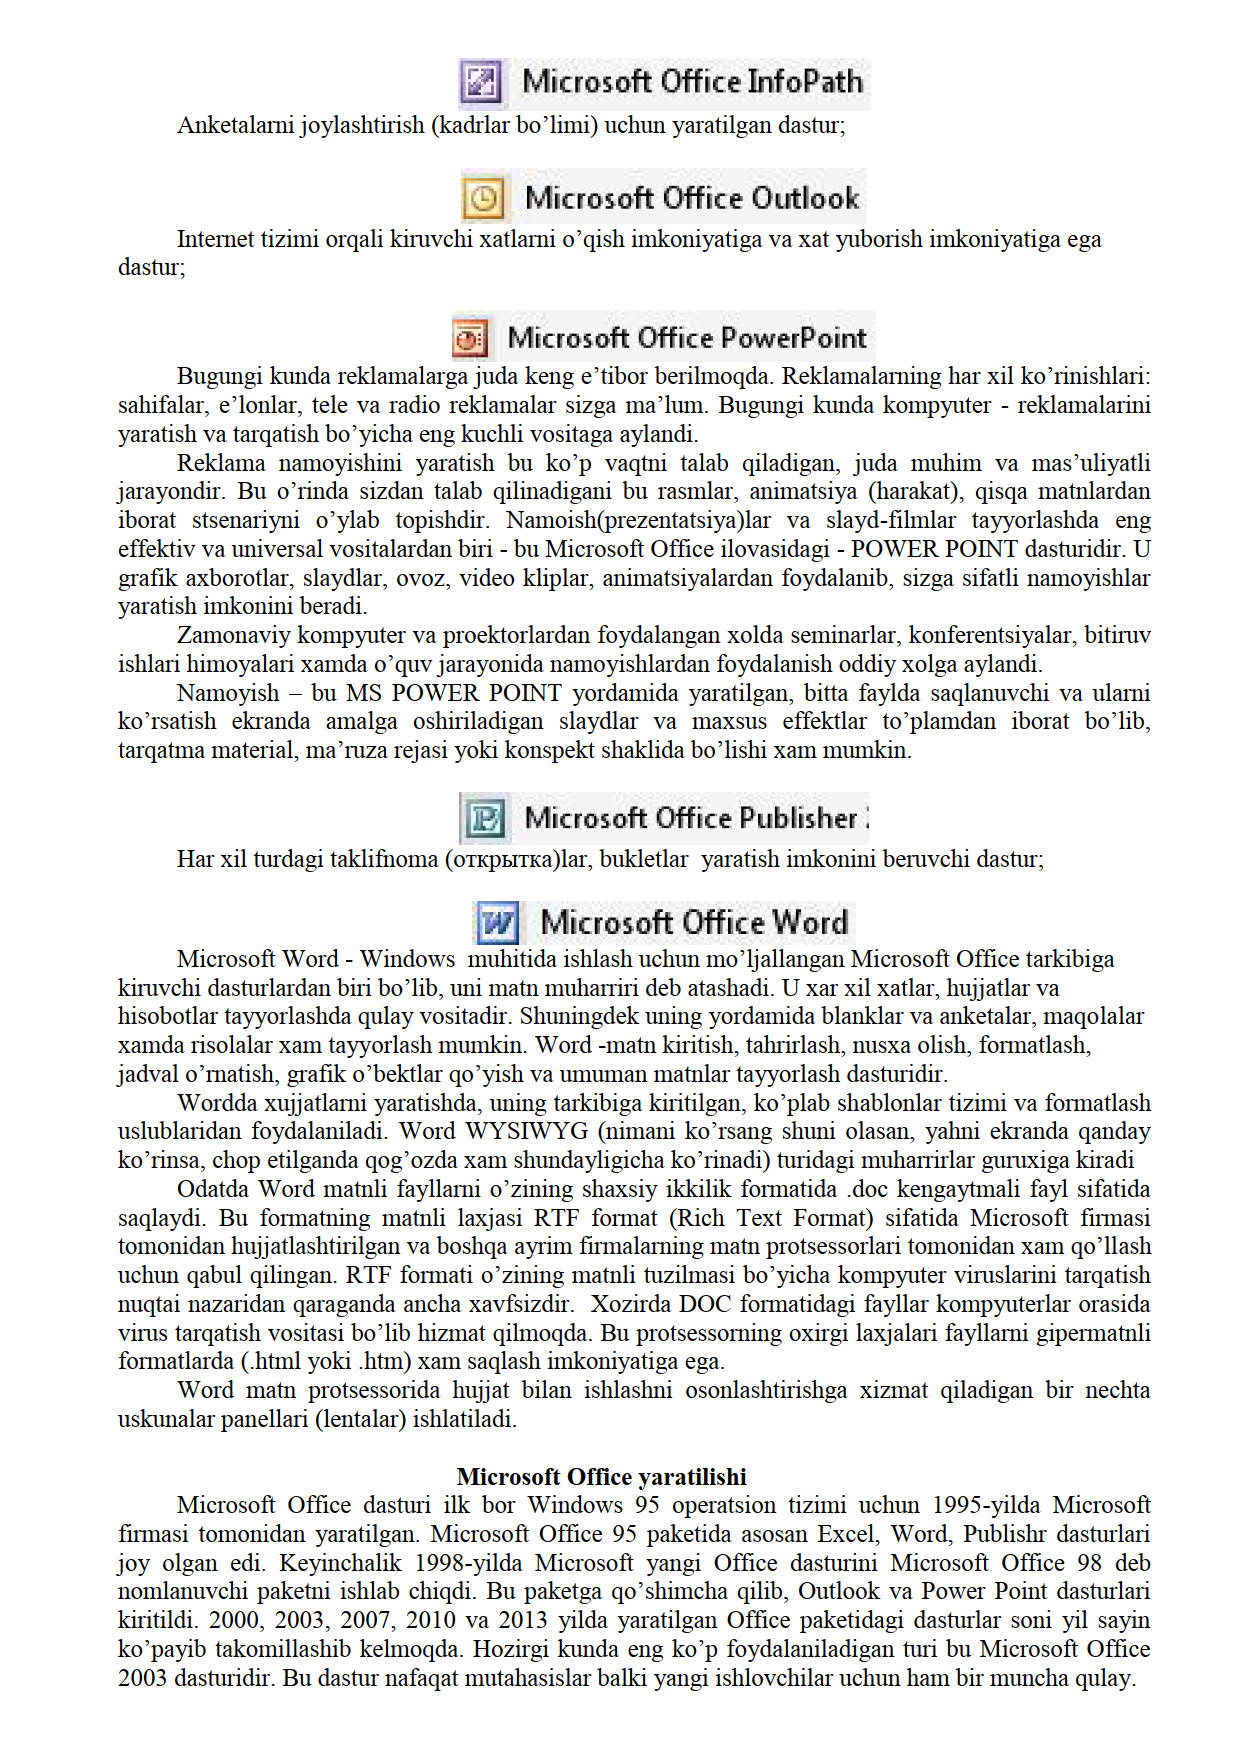 Microsoft Office InfoPath
Anketalarni joylashtirish (kadrlar bo’limi) uchun yaratilgan dastur;
Microsoft Office Outlook
Internet tizimi orqali kiruvchi xatlarni o’qish imkoniyatiga va xat yuborish imkoniyatiga ega
dastur;
Microsoft Office PowerPoint
Bugungi kunda reklamalarga juda keng e’tibor berilmoqda. Reklamalarning har xil ko’rinishlari:
sahifalar, e’lonlar, tele va radio reklamalar sizga ma’lum. Bugungi kunda kompyuter - reklamalarini
yaratish va tarqatish bo’yicha eng kuchli vositaga aylandi.
Reklama namoyishini yaratish bu ko’p vaqtni talab qiladigan, juda muhim va mas’uliyatli
jarayondir. Bu o’rinda sizdan talab qilinadigani bu rasmlar, animatsiya (harakat), qisqa matnlardan
iborat stsenariyni o’ylab topishdir. Namoish(prezentatsiya)lar va slayd-filmlar tayyorlashda eng
effektiv va universal vositalardan biri - bu Microsoft Office ilovasidagi - POWER POINT dasturidir. U
grafik axborotlar, slaydlar, ovoz, video kliplar, animatsiyalardan foydalanib, sizga sifatli namoyishlar
yaratish imkonini beradi.
Zamonaviy kompyuter va proektorlardan foydalangan xolda seminarlar, konferentsiyalar, bitiruv
ishlari himoyalari xamda o’quv jarayonida namoyishlardan foydalanish oddiy xolga aylandi.
Namoyish – bu MS POWER POINT yordamida yaratilgan, bitta faylda saqlanuvchi va ularni
ko’rsatish ekranda amalga oshiriladigan slaydlar va maxsus effektlar to’plamdan iborat bo’lib,
tarqatma material, ma’ruza rejasi yoki konspekt shaklida bo’lishi xam mumkin.
Microsoft Office Publisher
Har xil turdagi taklifnoma (открытка)lar, bukletlar yaratish imkonini beruvchi dastur;
Microsoft Office Word
Microsoft Word - Windows muhitida ishlash uchun mo’ljallangan Microsoft Office tarkibiga
kiruvchi dasturlardan biri bo’lib, uni matn muharriri deb atashadi. U xar xil xatlar, hujjatlar va
hisobotlar tayyorlashda qulay vositadir. Shuningdek uning yordamida blanklar va anketalar, maqolalar
xamda risolalar xam tayyorlash mumkin. Word -matn kiritish, tahrirlash, nusxa olish, formatlash,
jadval o’rnatish, grafik o’bektlar qo’yish va umuman matnlar tayyorlash dasturidir.
Wordda xujjatlarni yaratishda, uning tarkibiga kiritilgan, ko’plab shablonlar tizimi va formatlash
uslublaridan foydalaniladi. Word WYSIWYG (nimani ko’rsang shuni olasan, yahni ekranda qanday
ko’rinsa, chop etilganda qog’ozda xam shundayligicha ko’rinadi) turidagi muharrirlar guruxiga kiradi
Odatda Word matnli fayllarni o’zining shaxsiy ikkilik formatida .doc kengaytmali fayl sifatida
saqlaydi. Bu formatning matnli laxjasi RTF format (Rich Text Format) sifatida Microsoft firmasi
tomonidan hujjatlashtirilgan va boshqa ayrim firmalarning matn protsessorlari tomonidan xam qo’llash
uchun qabul qilingan. RTF formati o’zining matnli tuzilmasi bo’yicha kompyuter viruslarini tarqatish
nuqtai nazaridan qaraganda ancha xavfsizdir. Xozirda DOC formatidagi fayllar kompyuterlar orasida
virus tarqatish vositasi bo’lib hizmat qilmoqda. Bu protsessorning oxirgi laxjalari fayllarni gipermatnli
formatlarda (.html yoki .htm) xam saqlash imkoniyatiga ega.
Word matn protsessorida hujjat bilan ishlashni osonlashtirishga xizmat qiladigan bir nechta
uskunalar panellari (lentalar) ishlatiladi.
Microsoft Office yaratilishi
Microsoft Office dasturi ilk bor Windows 95 operatsion tizimi uchun 1995-yilda Microsoft
firmasi tomonidan yaratilgan. Microsoft Office 95 paketida asosan Excel, Word, Publishr dasturlari
joy olgan edi. Keyinchalik 1998-yilda Microsoft yangi Office dasturini Microsoft Office 98 deb
nomlanuvchi paketni ishlab chiqdi. Bu paketga qo’shimcha qilib, Outlook va Power Point dasturlari
kiritildi. 2000, 2003, 2007, 2010 va 2013 yilda yaratilgan Office paketidagi dasturlar soni yil sayin
ko’payib takomillashib kelmoqda. Hozirgi kunda eng ko’p foydalaniladigan turi bu Microsoft Office
2003 dasturidir. Bu dastur nafaqat mutahasislar balki yangi ishlovchilar uchun ham bir muncha qulay.